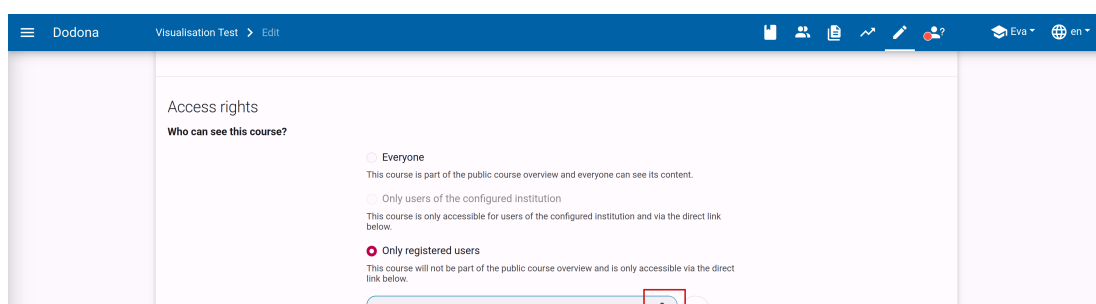 Dodona Visualisation Test Edit ? Eva en
Access rights
Who can see this course?
Everyone
This course is part of the public course overview and everyone can see its content.
Only users of the configured institution
This course is only accessible for users of the configured institution and via the direct link
below.
Only registered users
This course will not be part of the public course overview and is only accessible via the direct
link below.